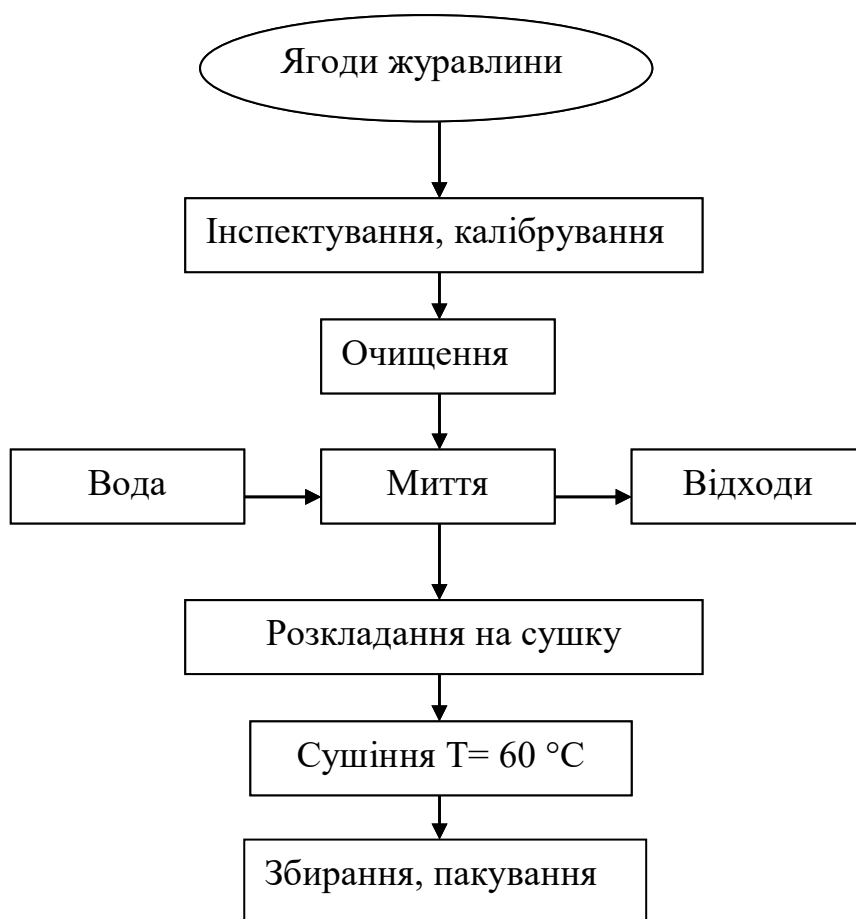 Ягоди журавлини
Інспектування, калібрування
Очищення
Вода
Миття
Відходи
Розкладання на сушку
Сушіння Т= 60 °С
Збирання, пакування